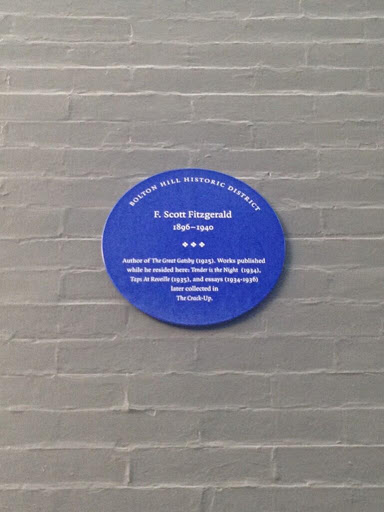 BOLTON HILL HISTORIC DISTRICT
F. Scott Fitzgerald
1896–1940
Author of The Great Gatsby (1925). Works published
while he resided here: Tender is the Night (1934),
Taps At Reveille (1935), and essays (1934-1936)
later collected in
The Crack-Up.